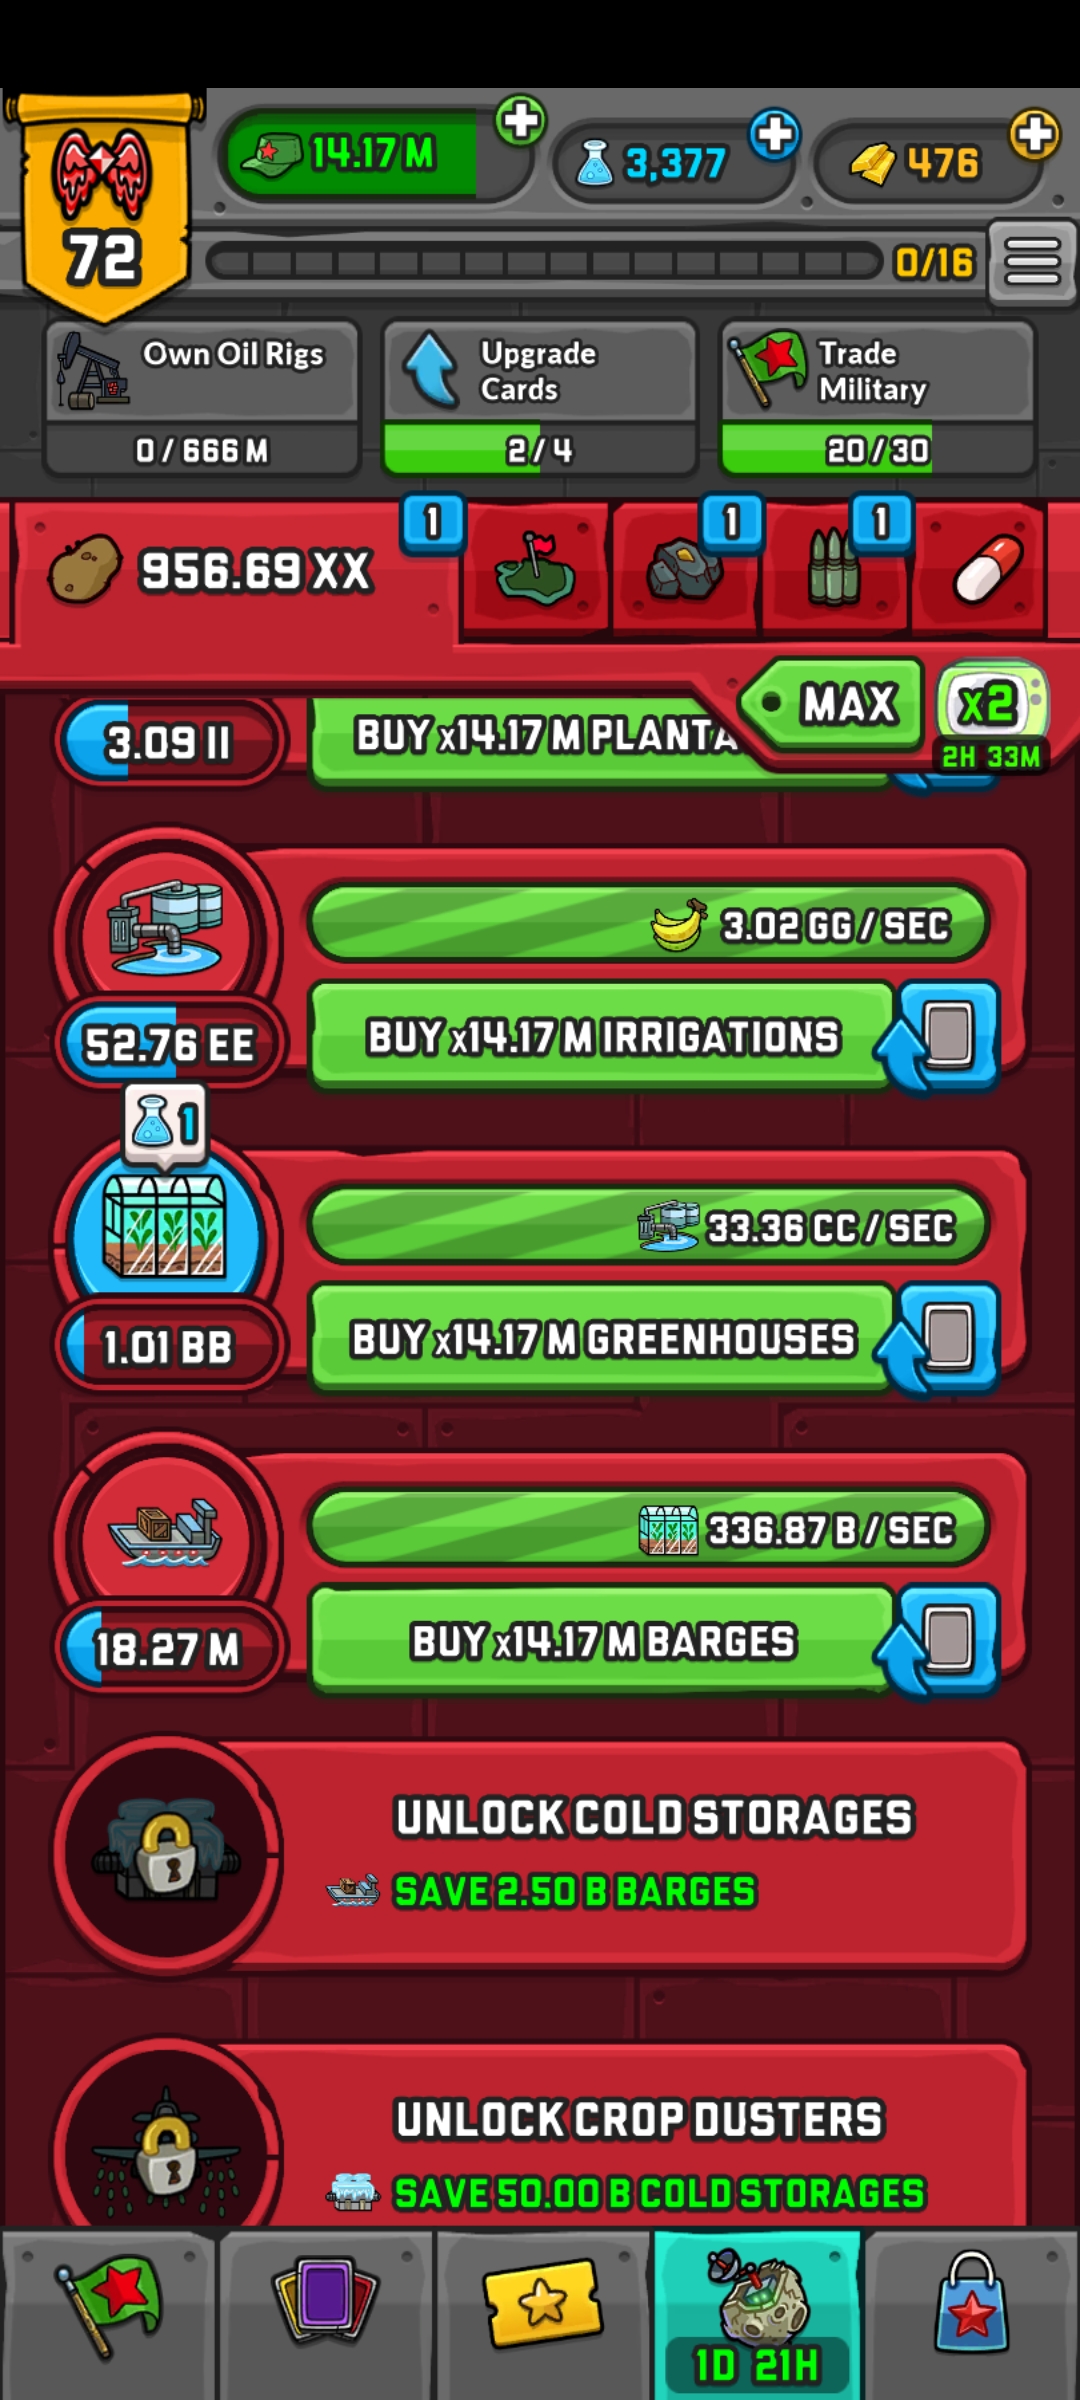 14.17 M
3,377
476
72
0/16
Own Oil Rigs
0 / 666 M
Upgrade
Cards
2 / 4
Trade
Military
20 / 30
956.69 XX
1
1
1
MAX
x2
2H 33M
3.09 II
BUY x14.17 M PLANTA
3.02 GG / SEC
52.76 EE
BUY x14.17 M IRRIGATIONS
1
33.36 CC / SEC
1.01 BB
BUY x14.17 M GREENHOUSES
336.87 B / SEC
18.27 M
BUY x14.17 M BARGES
UNLOCK COLD STORAGES
SAVE 2.50 B BARGES
UNLOCK CROP DUSTERS
SAVE 50.00 B COLD STORAGES
1D 21H